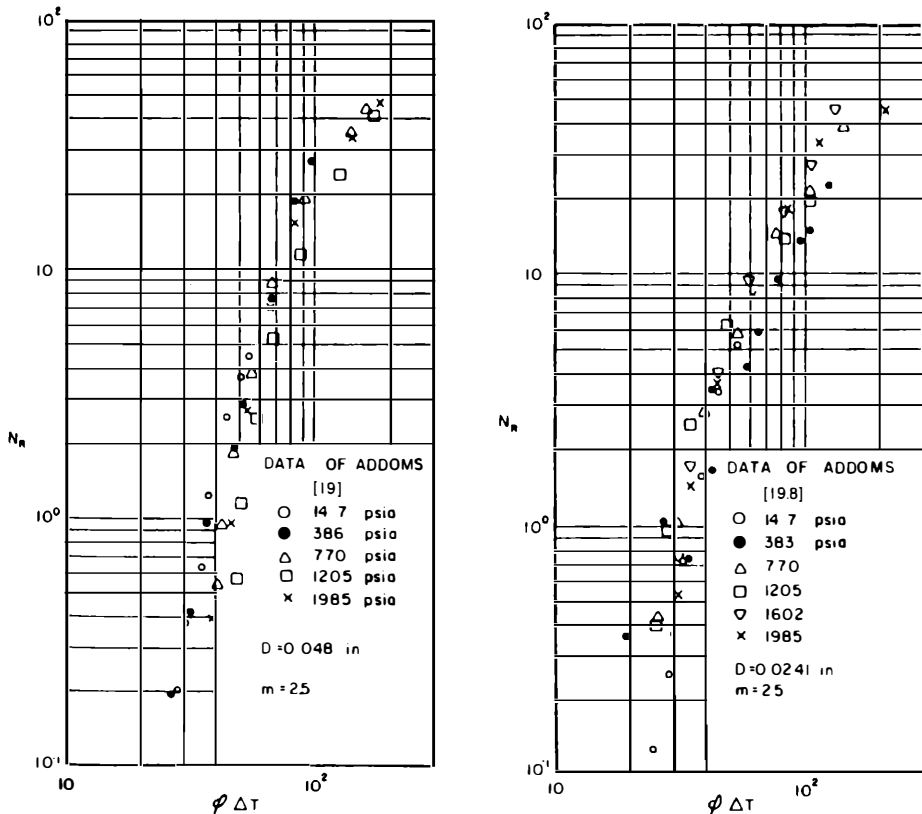 10²
10
N_R
10⁰
10⁻¹
10
10²
φ ΔT
DATA OF ADDOMS
[19]
○ 14 7 psia
● 386 psia
△ 770 psia
□ 1205 psia
× 1985 psia
D=0 048 in
m=2.5
10²
10
N_R
10⁰
10⁻¹
10
10²
φ ΔT
DATA OF ADDOMS
[19.8]
○ 14 7 psia
● 383 psia
△ 770
□ 1205
▽ 1602
× 1985
D=0 0241 in
m=25